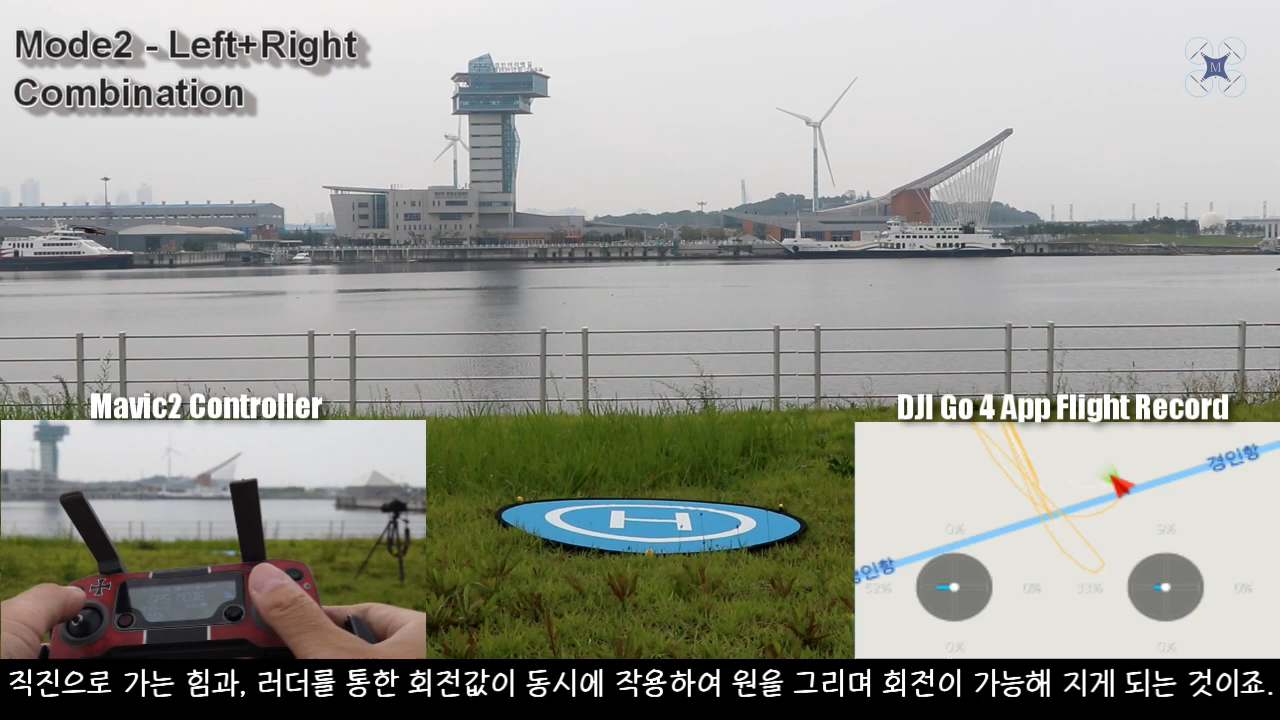 Mode2 - Left+Right
Combination
M
Mavic2 Controller
DJI Go 4 App Flight Record
경인항
경인항
0%
9%
52%
0%
33%
0%
0%
0%
H
직진으로 가는 힘과, 러더를 통한 회전값이 동시에 작용하여 원을 그리며 회전이 가능해 지게 되는 것이죠.